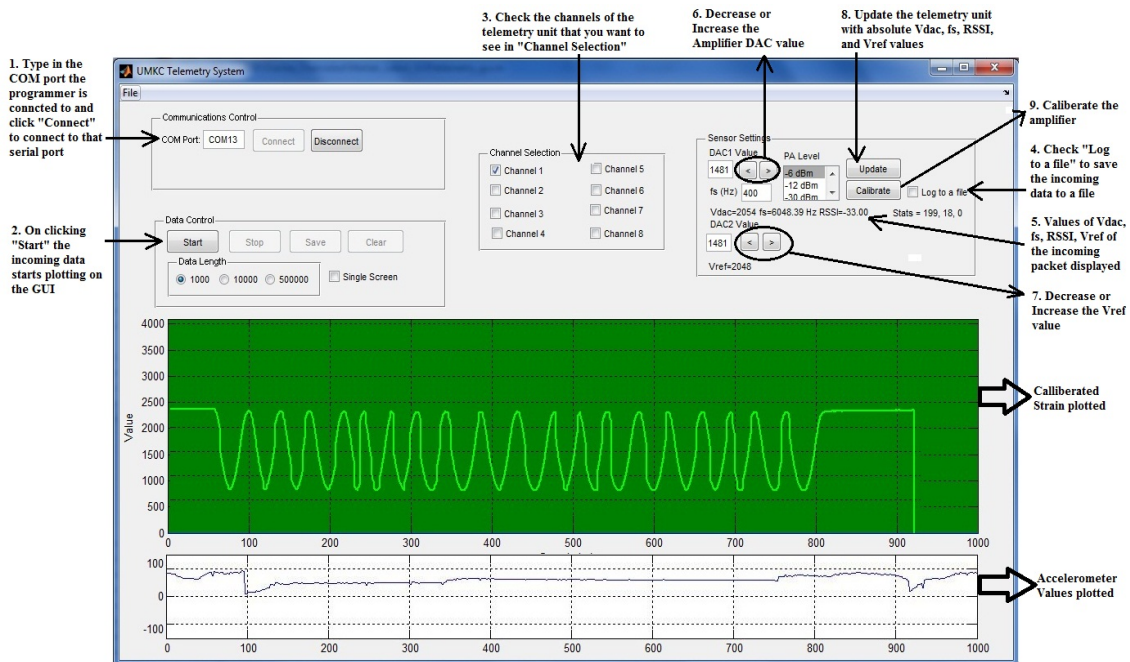 1. Type in the
COM port the
programmer is
conncted to and
click "Connect"
to connect to that
serial port
3. Check the channels of the
telemetry unit that you want to
see in "Channel Selection"
6. Decrease or
Increase the
Amplifier DAC value
8. Update the telemetry unit
with absolute Vdac, fs, RSSI,
and Vref values
UMKC Telemetry System
File
Communications Control
COM Port:
COM13
Connect
Disconnect
Channel Selection
Channel 1
Channel 2
Channel 3
Channel 4
Channel 5
Channel 6
Channel 7
Channel 8
Sensor Settings
DAC1 Value
1481
<
>
fs (Hz)
400
PA Level
-6 dBm
-12 dBm
-30 dBm
Update
Calibrate
Log to a file
Vdac=2054 fs=6048.39 Hz RSSI=-33.00
Stats = 199, 18, 0
DAC2 Value
1481
<
>
Vref=2048
9. Caliberate the
amplifier
4. Check "Log
to a file" to save
the incoming
data to a file
5. Values of Vdac,
fs, RSSI, Vref of
the incoming
packet displayed
7. Decrease or
Increase the Vref
value
2. On clicking
"Start" the
incoming data
starts plotting on
the GUI
Data Control
Start
Stop
Save
Clear
Data Length
1000
10000
500000
Single Screen
Value
4000
3500
3000
2500
2000
1500
1000
500
0
0 100 200 300 400 500 600 700 800 900 1000
Calliberated
Strain plotted
100
0
-100
0 100 200 300 400 500 600 700 800 900 1000
Accelerometer
Values plotted